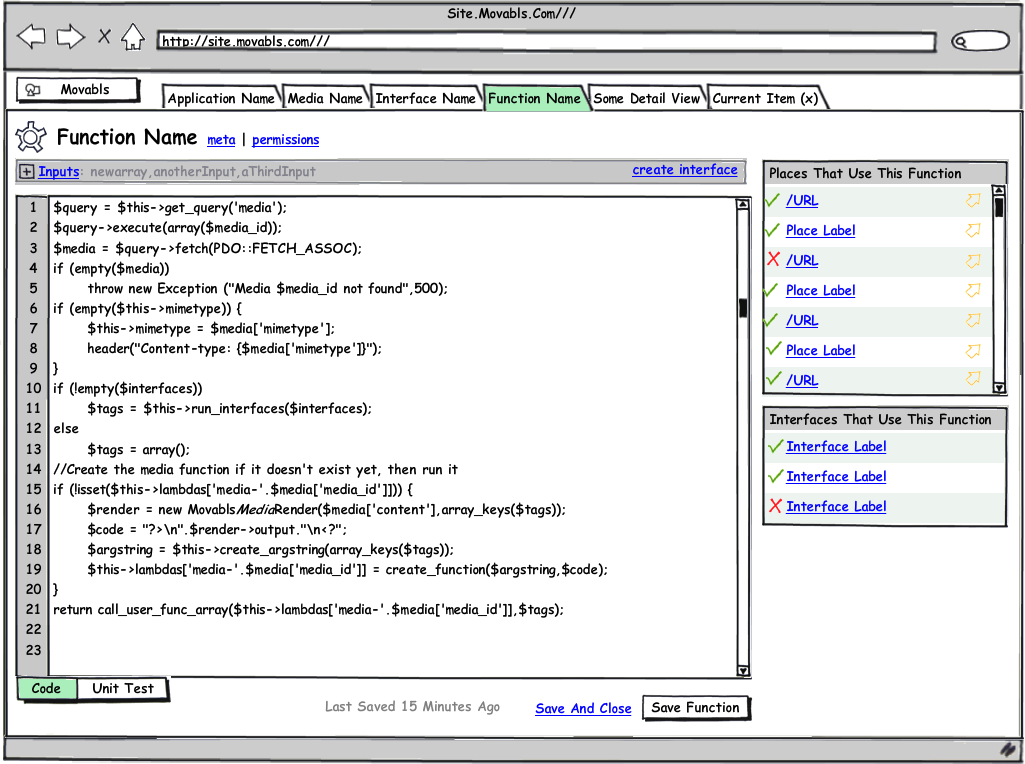 Site.Movabls.Com///
http://site.movabls.com///
Movabls
Application Name
Media Name
Interface Name
Function Name
Some Detail View
Current Item (x)
Function Name meta | permissions
+ Inputs: newarray,anotherInput,aThirdInput create interface
1 $query = $this->get_query('media');
2 $query->execute(array($media_id));
3 $media = $query->fetch(PDO::FETCH_ASSOC);
4 if (empty($media))
5 throw new Exception ("Media $media_id not found",500);
6 if (empty($this->mimetype)) {
7 $this->mimetype = $media['mimetype'];
8 header("Content-type: {$media['mimetype']}");
9 }
10 if (!empty($interfaces))
11 $tags = $this->run_interfaces($interfaces);
12 else
13 $tags = array();
14 //Create the media function if it doesn't exist yet, then run it
15 if (!isset($this->lambdas['media-'.$media['media_id']])) {
16 $render = new MovablsMediaRender($media['content'],array_keys($tags));
17 $code = "?>\n".$render->output."\n<?";
18 $argstring = $this->create_argstring(array_keys($tags));
19 $this->lambdas['media-'.$media['media_id']] = create_function($argstring,$code);
20 }
21 return call_user_func_array($this->lambdas['media-'.$media['media_id']],$tags);
22
23
Code
Unit Test
Last Saved 15 Minutes Ago
Save And Close
Save Function
Places That Use This Function
/URL
Place Label
/URL
Place Label
/URL
Place Label
/URL
Interfaces That Use This Function
Interface Label
Interface Label
Interface Label